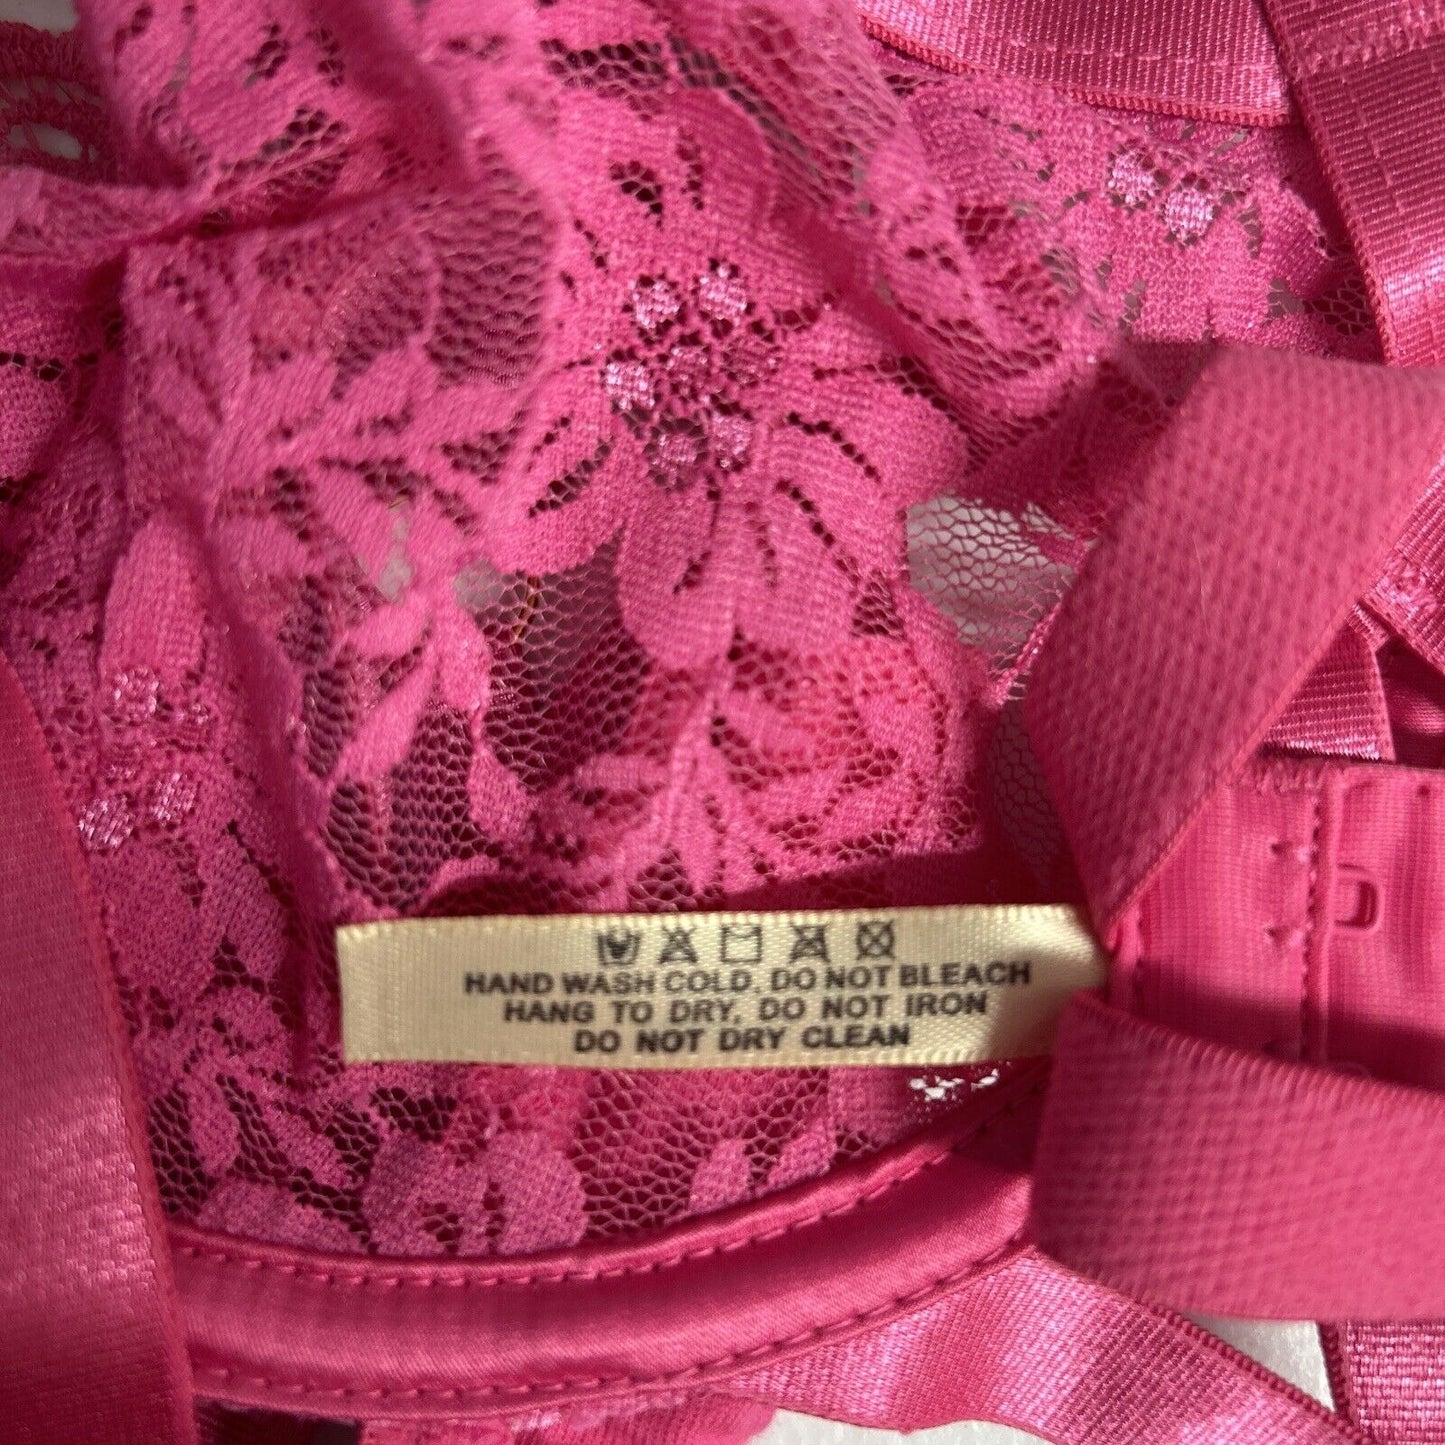 HAND WASH COLD, DO NOT BLEACH
HANG TO DRY, DO NOT IRON
DO NOT DRY CLEAN